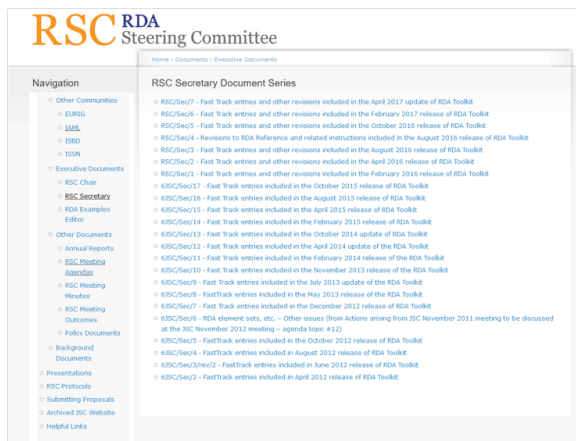 RSC RDA
Steering Committee
Home › Documents › Executive Documents
Navigation
Other Communities
EURIG
IAML
ISBD
ISSN
Executive Documents
RSC Chair
RSC Secretary
RDA Examples
Editor
Other Documents
Annual Reports
RSC Meeting
Agendas
RSC Meeting
Minutes
RSC Meeting
Outcomes
Policy Documents
Background
Documents
Presentations
RSC Protocols
Submitting Proposals
Archived JSC Website
Helpful Links
RSC Secretary Document Series
RSC/Sec/7 - Fast Track entries and other revisions included in the April 2017 update of RDA Toolkit
RSC/Sec/6 - Fast Track entries and other revisions included in the February 2017 release of RDA Toolkit
RSC/Sec/5 - Fast Track entries and other revisions included in the October 2016 release of RDA Toolkit
RSC/Sec/4 - Revisions to RDA Reference and related instructions included in the August 2016 release of RDA Toolkit
RSC/Sec/3 - Fast Track entries and other revisions included in the August 2016 release of RDA Toolkit
RSC/Sec/2 - Fast Track entries and other revisions included in the April 2016 release of RDA Toolkit
RSC/Sec/1 - Fast Track entries and other revisions included in the February 2016 release of RDA Toolkit
6JSC/Sec/17 - Fast Track entries included in the October 2015 release of RDA Toolkit
6JSC/Sec/16 - Fast Track entries included in the August 2015 release of RDA Toolkit
6JSC/Sec/15 - Fast Track entries included in the April 2015 release of RDA Toolkit
6JSC/Sec/14 - Fast Track entries included in the February 2015 release of RDA Toolkit
6JSC/Sec/13 - Fast Track entries included in the October 2014 update of RDA Toolkit
6JSC/Sec/12 - Fast Track entries included in the April 2014 update of the RDA Toolkit
6JSC/Sec/11 - Fast Track entries included in the February 2014 release of the RDA Toolkit
6JSC/Sec/10 - Fast Track entries included in the November 2013 release of the RDA Toolkit
6JSC/Sec/9 - Fast Track entries included in the July 2013 update of the RDA Toolkit
6JSC/Sec/8 - FastTrack entries included in the May 2013 release of the RDA Toolkit
6JSC/Sec/7 - Fast Track entries included in the December 2012 release of RDA Toolkit
6JSC/Sec/6 - RDA element sets, etc. – Other issues (from Actions arising from JSC November 2011 meeting to be discussed
at the JSC November 2012 meeting – agenda topic #12)
6JSC/Sec/5 - FastTrack entries included in the October 2012 release of RDA Toolkit
6JSC/Sec/4 - FastTrack entries included in August 2012 release of RDA Toolkit
6JSC/Sec/3/rev/2 - FastTrack entries included in June 2012 release of RDA Toolkit
6JSC/Sec/2 - FastTrack entries included in April 2012 release of RDA Toolkit